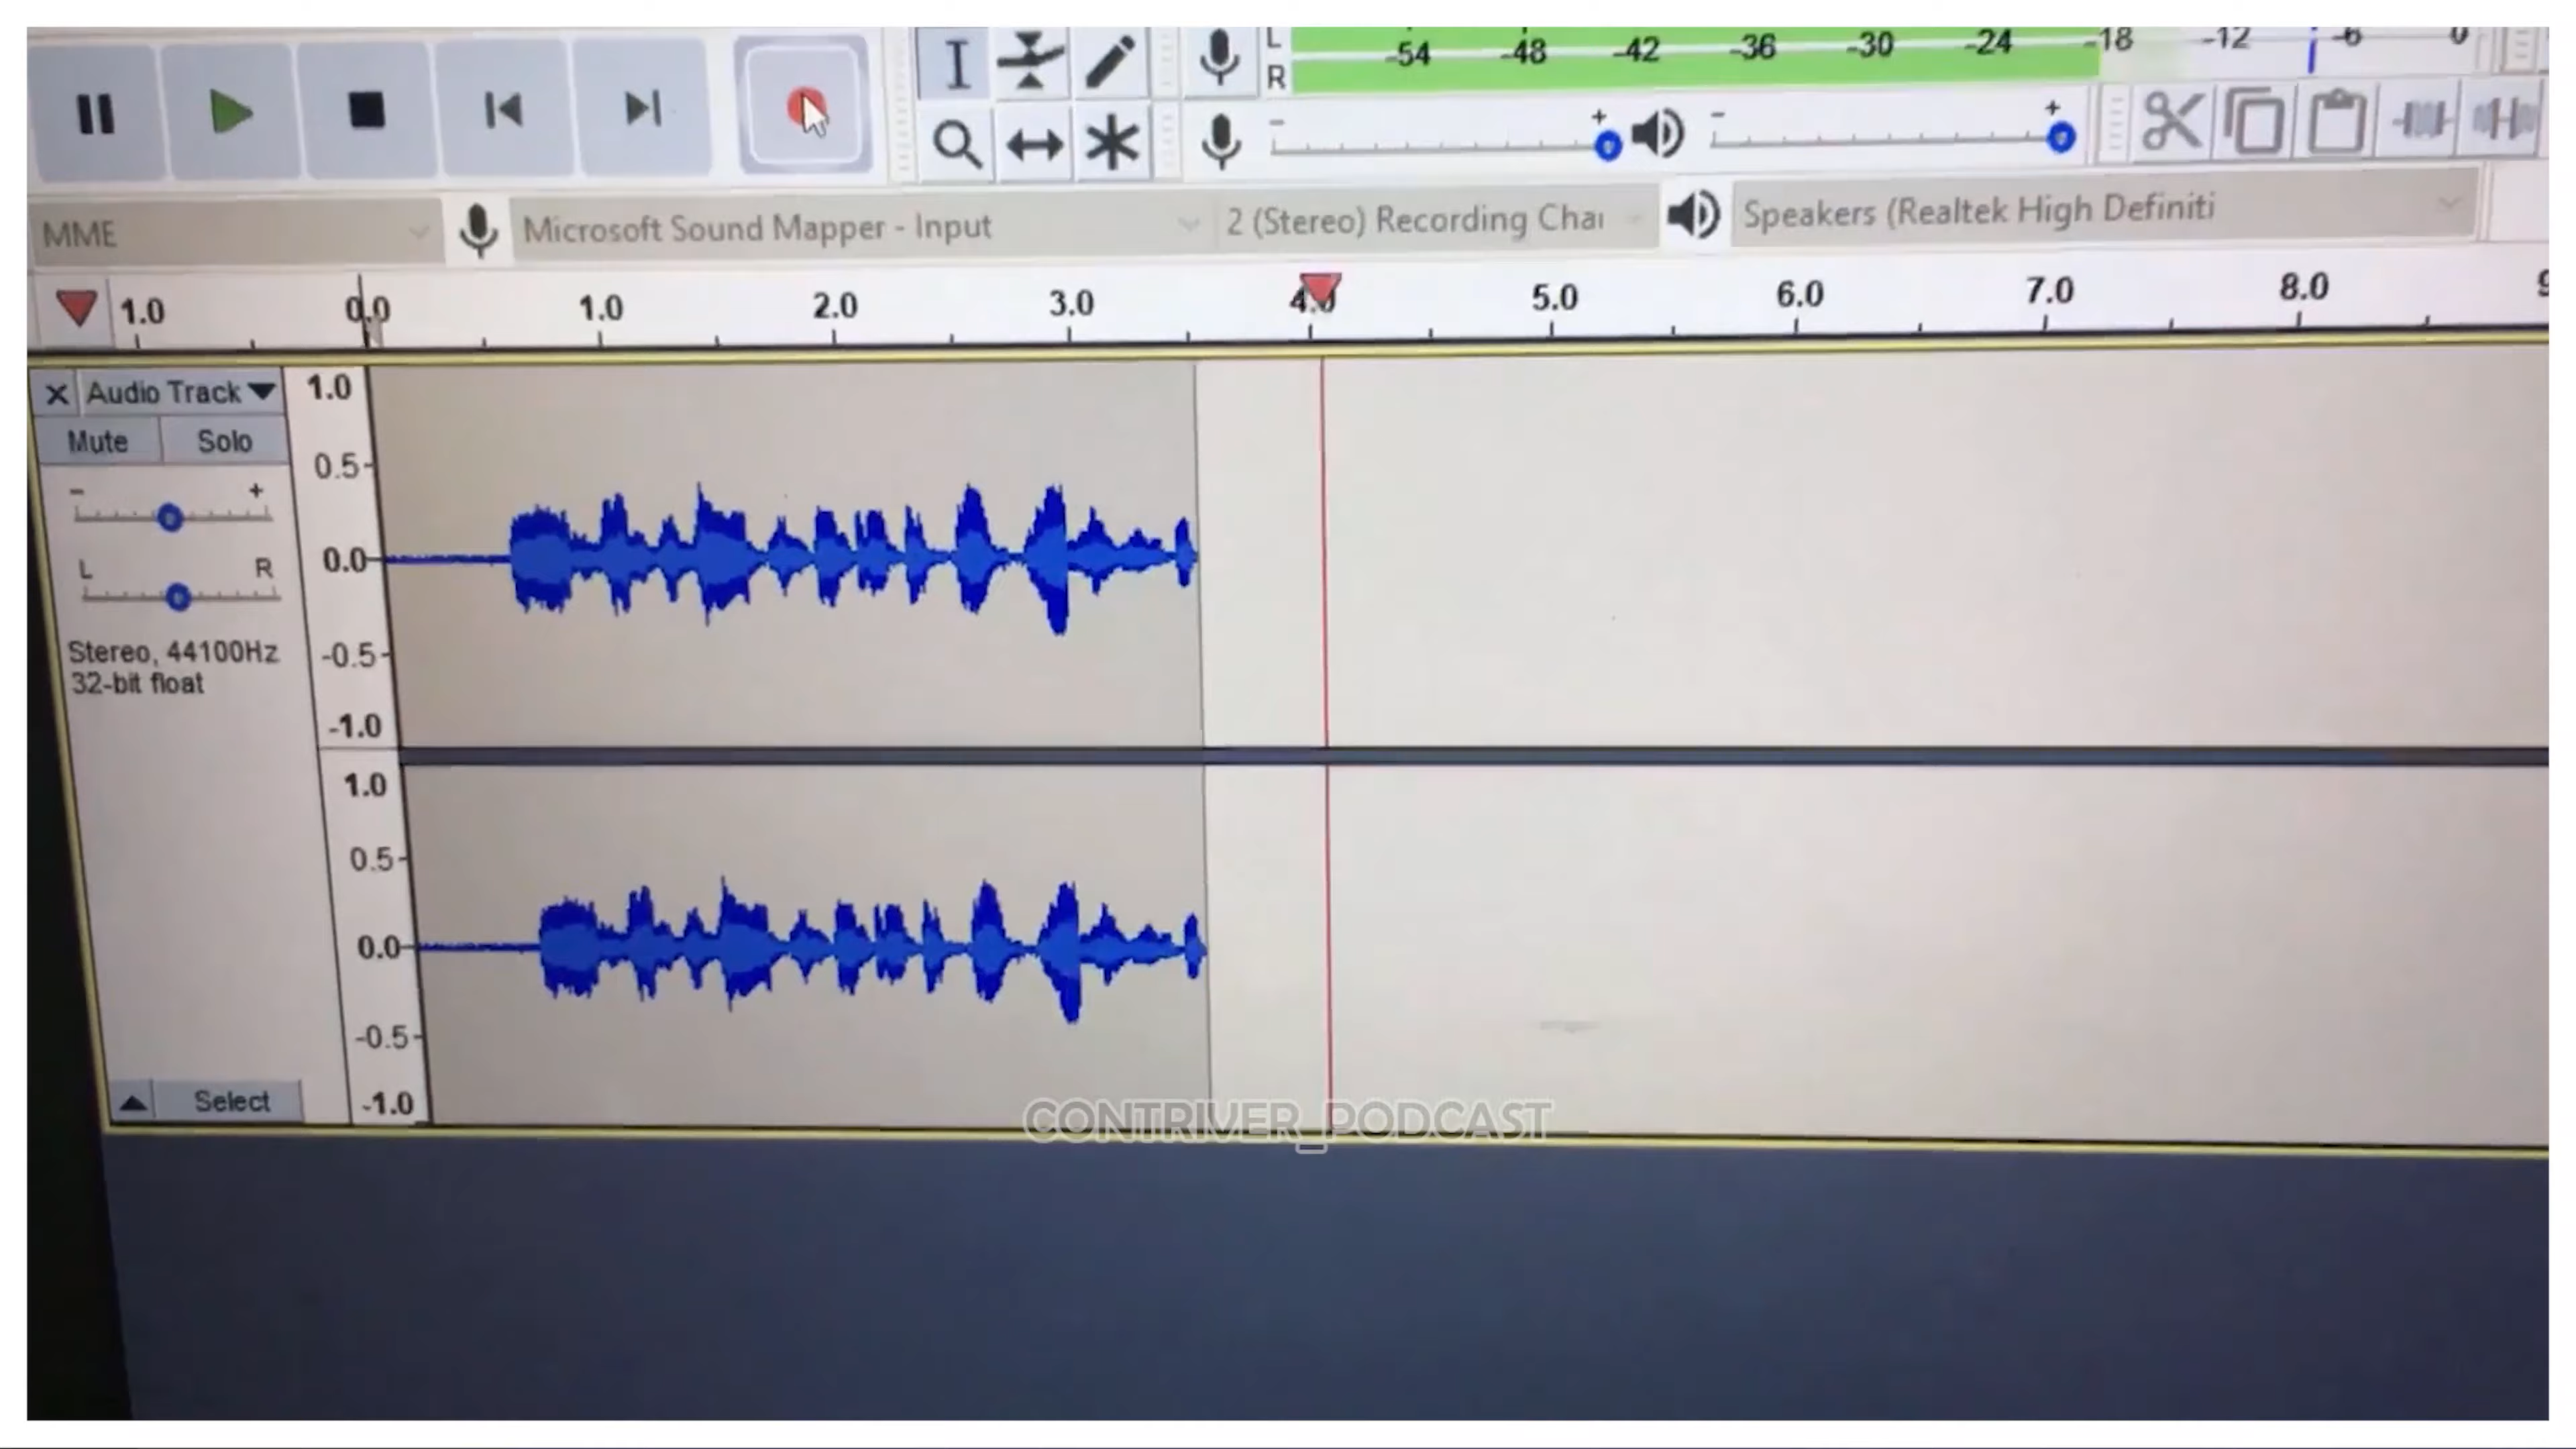 L
R
-54 -48 -42 -36 -30 -24 -18 -12 -6 0
- + - +
MME Microsoft Sound Mapper - Input 2 (Stereo) Recording Chai Speakers (Realtek High Definiti
1.0 0.0 1.0 2.0 3.0 4.0 5.0 6.0 7.0 8.0
X Audio Track
Mute Solo
- +
L R
Stereo, 44100Hz
32-bit float
Select
1.0
0.5
0.0
-0.5
-1.0
1.0
0.5
0.0
-0.5
-1.0
CONTRIVER_PODCAST